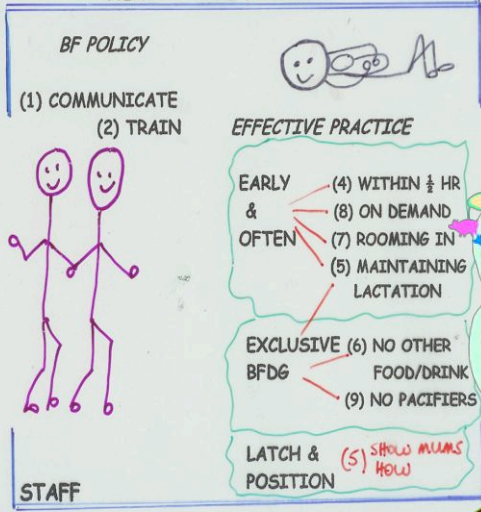 BF POLICY
(1) COMMUNICATE
(2) TRAIN
EFFECTIVE PRACTICE
EARLY
&
OFTEN
(4) WITHIN ½ HR
(8) ON DEMAND
(7) ROOMING IN
(5) MAINTAINING
LACTATION
EXCLUSIVE
BFDG
(6) NO OTHER
FOOD/DRINK
(9) NO PACIFIERS
LATCH &
POSITION
(5) SHOW MUMS
HOW
STAFF